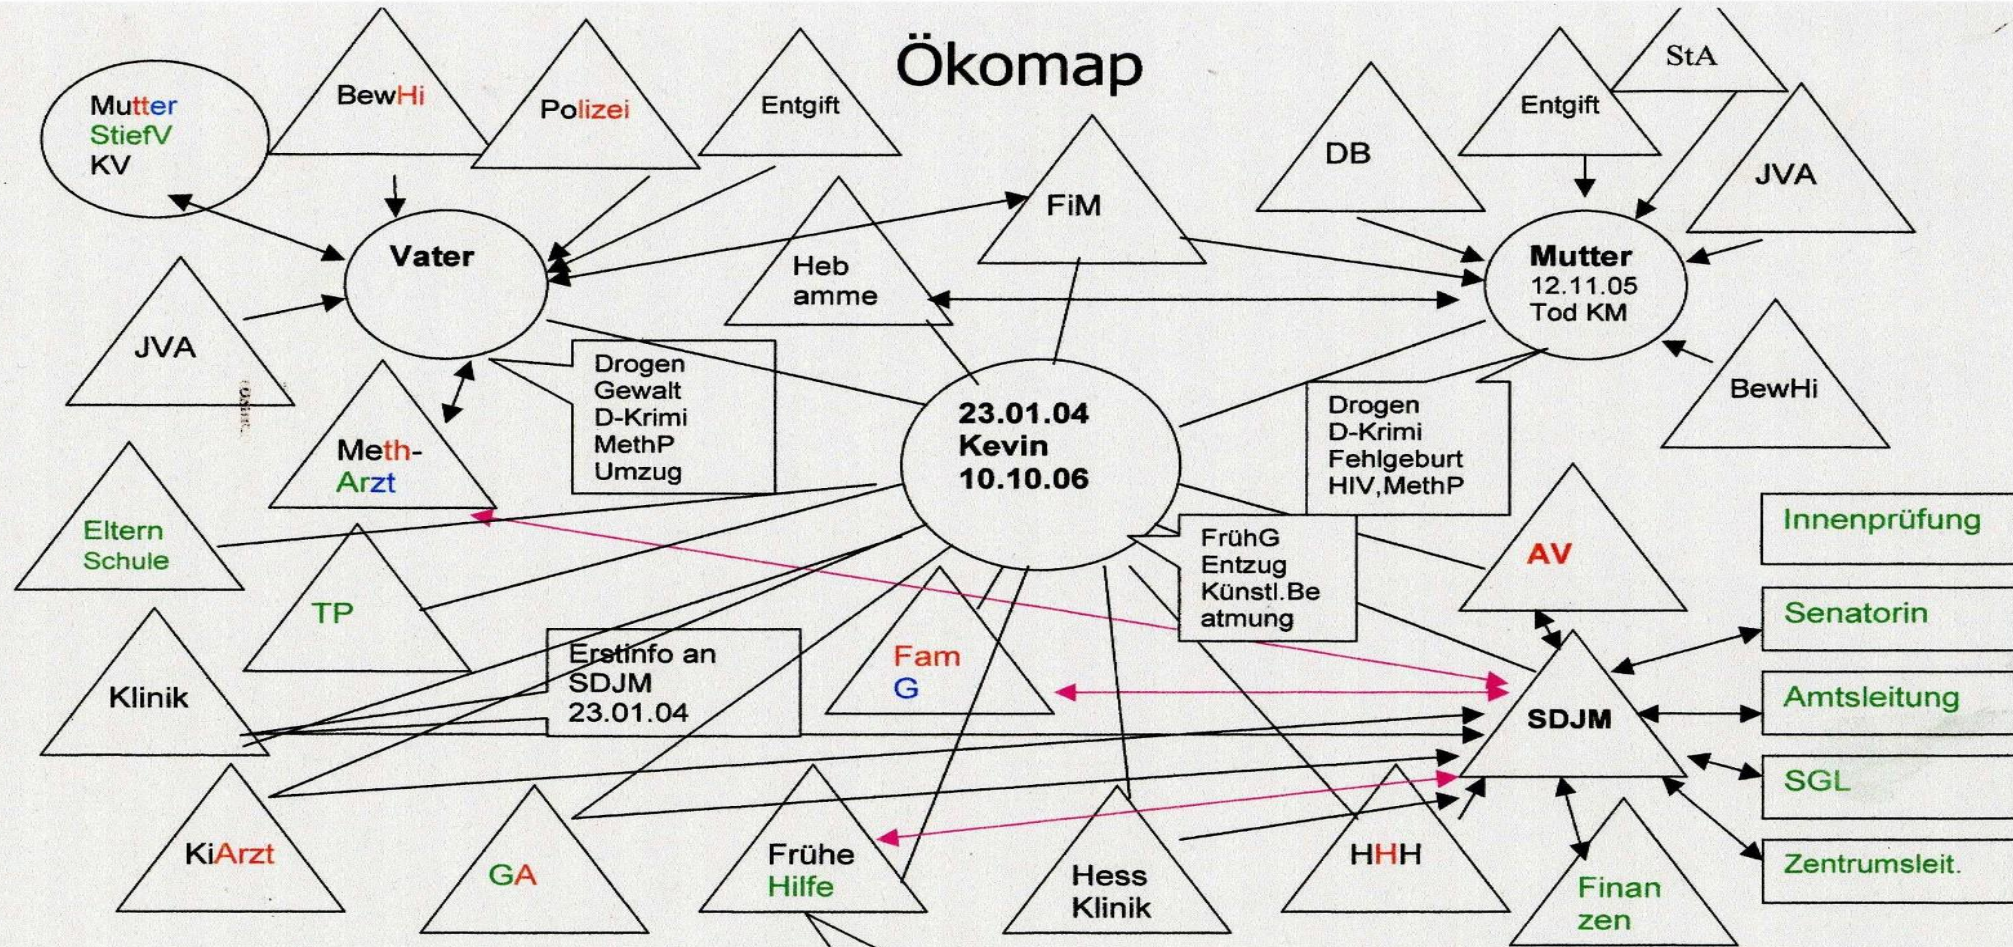 Ökomap
Mutter
StiefV
KV
BewHi
Polizei
Entgift
FiM
DB
Entgift
StA
JVA
Vater
Heb
amme
Mutter
12.11.05
Tod KM
JVA
BewHi
Meth-
Arzt
Drogen
Gewalt
D-Krimi
MethP
Umzug
23.01.04
Kevin
10.10.06
Drogen
D-Krimi
Fehlgeburt
HIV,MethP
Eltern
Schule
TP
FrühG
Entzug
Künstl.Be
atmung
AV
Innenprüfung
Senatorin
Klinik
Erstinfo an
SDJM
23.01.04
Fam
G
SDJM
Amtsleitung
SGL
KiArzt
GA
Frühe
Hilfe
Hess
Klinik
HHH
Finan
zen
Zentrumsleit.